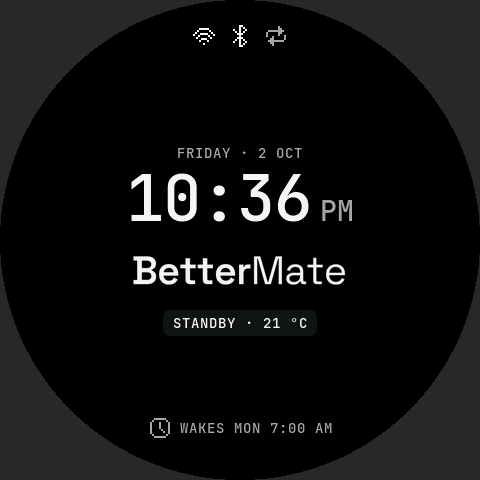 FRIDAY · 2 OCT
10:36 PM
BetterMate
STANDBY · 21 °C
WAKES MON 7:00 AM